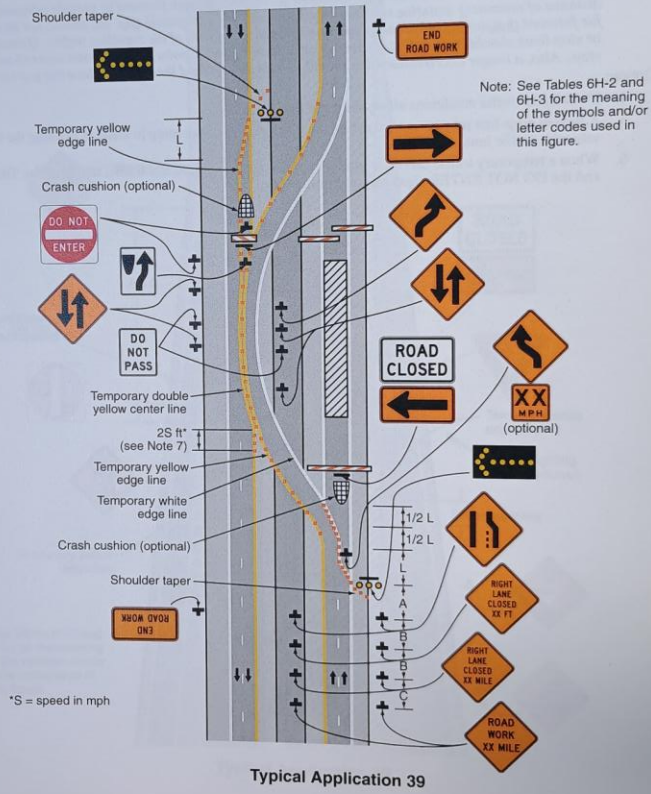 Shoulder taper
END
ROAD WORK
Note: See Tables 6H-2 and
6H-3 for the meaning
of the symbols and/or
letter codes used in
this figure.
Temporary yellow
edge line
L
Crash cushion (optional)
DO NOT
ENTER
DO
NOT
PASS
ROAD
CLOSED
XX
MPH
(optional)
Temporary double
yellow center line
2S ft*
(see Note 7)
Temporary yellow
edge line
Temporary white
edge line
Crash cushion (optional)
1/2 L
1/2 L
L
Shoulder taper
A
B
B
C
RIGHT
LANE
CLOSED
XX FT
END
ROAD WORK
RIGHT
LANE
CLOSED
XX MILE
*S = speed in mph
ROAD
WORK
XX MILE
Typical Application 39